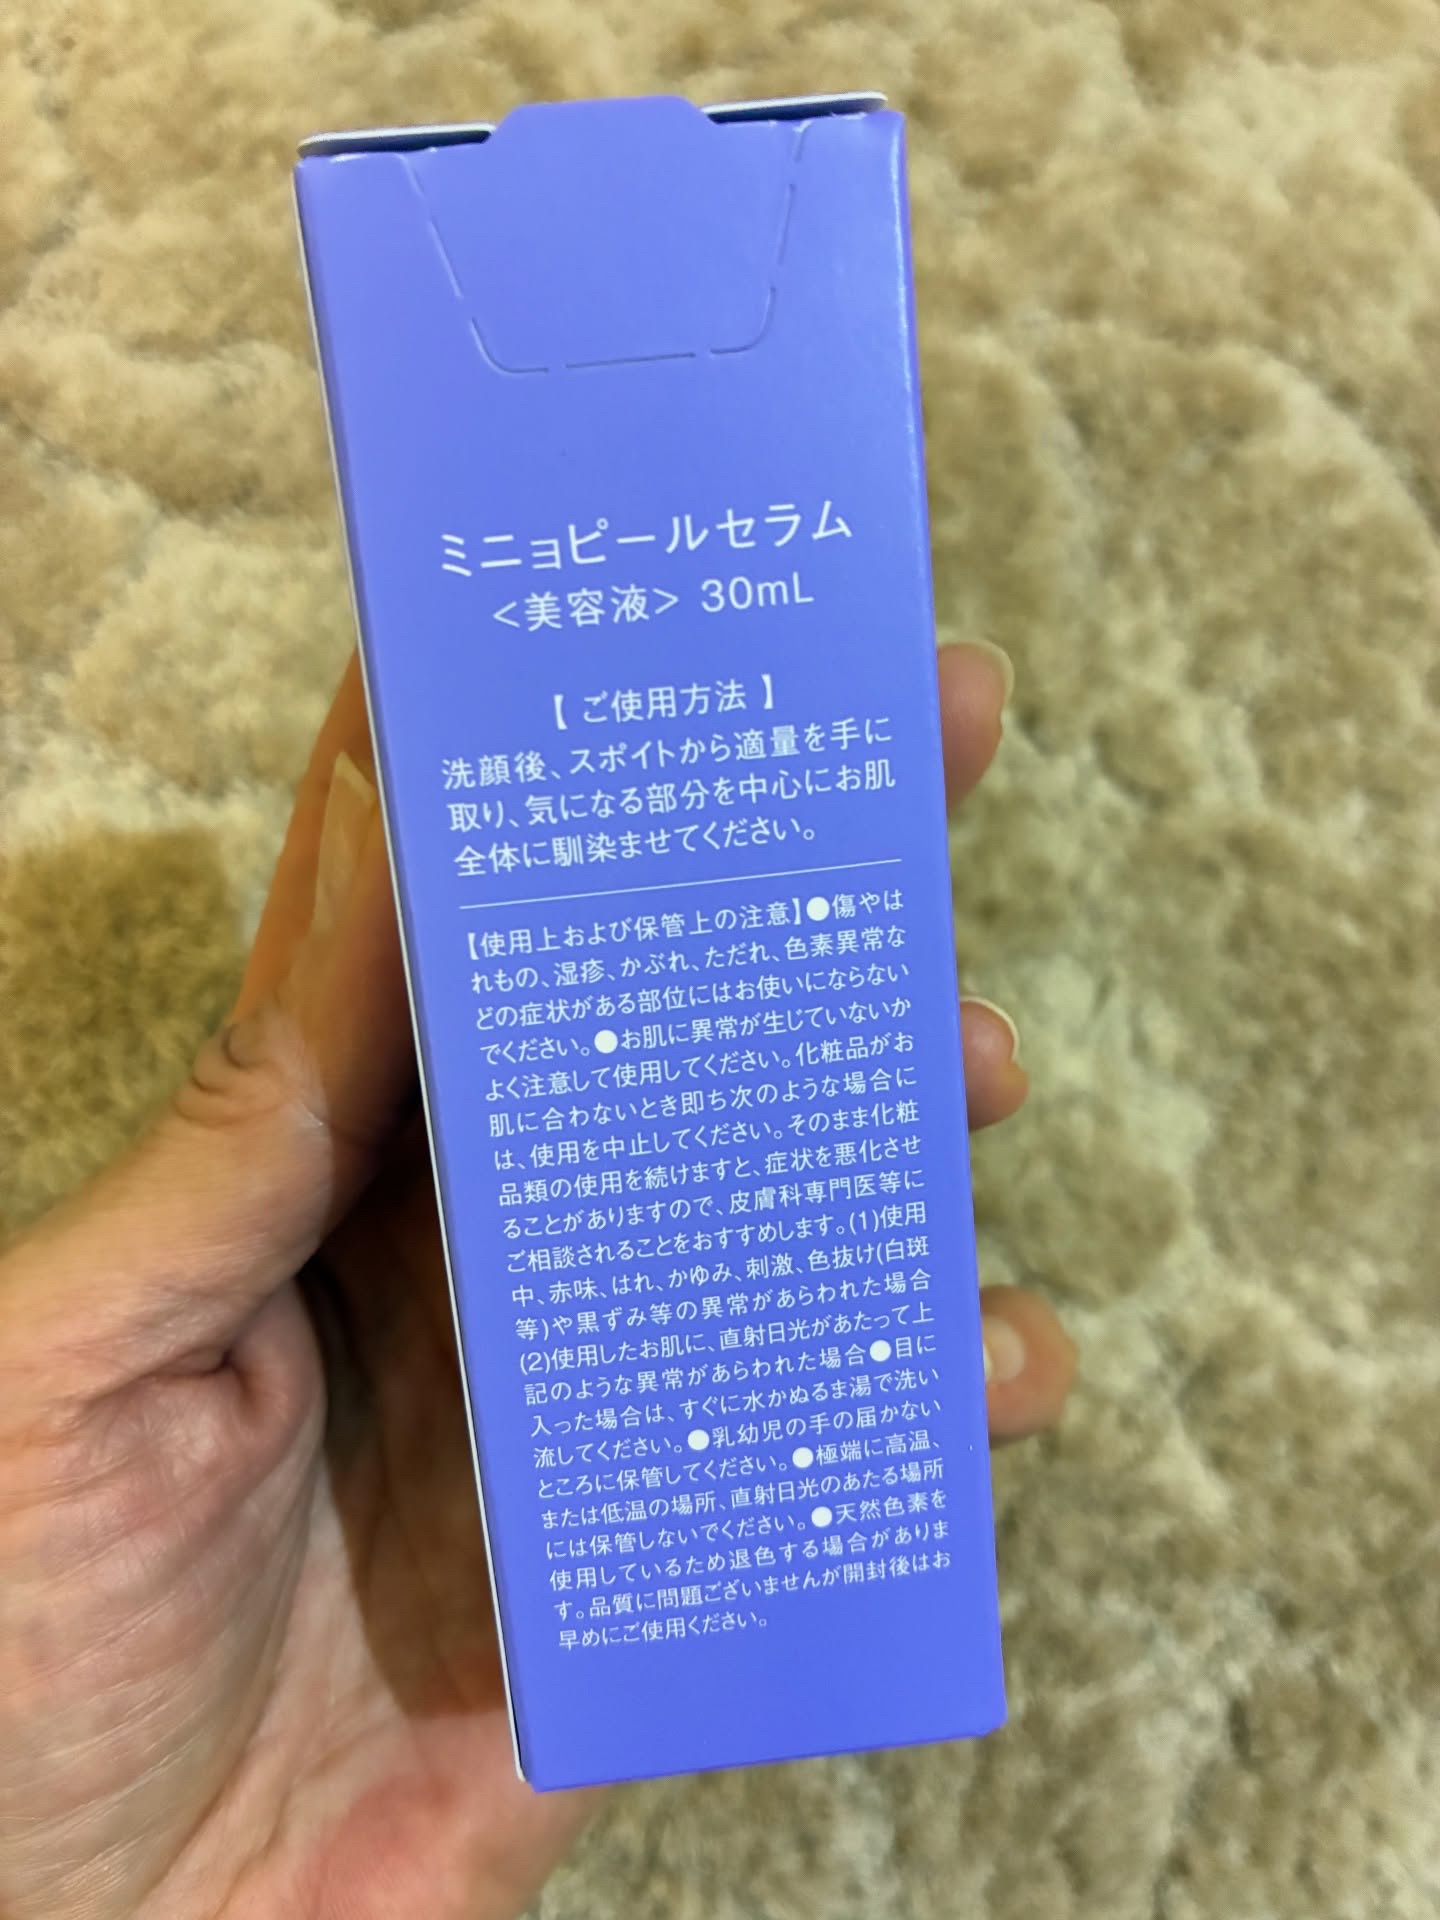 ミニョピールセラム
<美容液> 30mL
【 ご使用方法 】
洗顔後、スポイトから適量を手に
取り、気になる部分を中心にお肌
全体に馴染ませてください。
【使用上および保管上の注意】●傷やは
れもの、湿疹、かぶれ、ただれ、色素異常な
どの症状がある部位にはお使いにならない
でください。●お肌に異常が生じていないか
よく注意して使用してください。化粧品がお
肌に合わないとき即ち次のような場合に
は、使用を中止してください。そのまま化粧
品類の使用を続けますと、症状を悪化させ
ることがありますので、皮膚科専門医等に
ご相談されることをおすすめします。(1)使用
中、赤味、はれ、かゆみ、刺激、色抜け(白斑
等)や黒ずみ等の異常があらわれた場合
(2)使用したお肌に、直射日光があたって上
記のような異常があらわれた場合●目に
入った場合は、すぐに水かぬるま湯で洗い
流してください。●乳幼児の手の届かない
ところに保管してください。●極端に高温、
または低温の場所、直射日光のあたる場所
には保管しないでください。●天然色素を
使用しているため退色する場合がありま
す。品質に問題ございませんが開封後はお
早めにご使用ください。